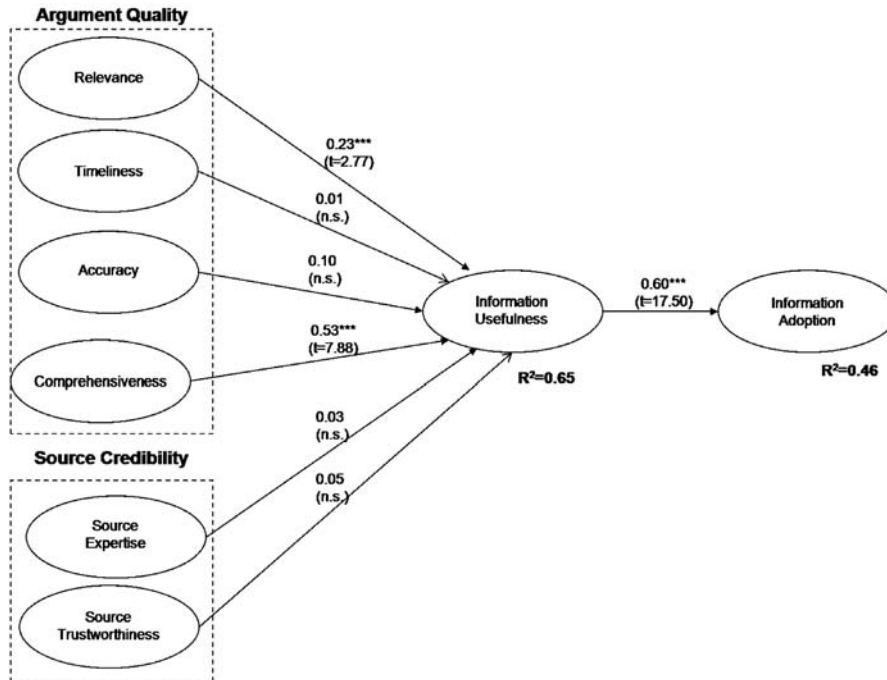 Argument Quality
Relevance
0.23***
(t=2.77)
Timeliness
0.01
(n.s.)
Accuracy
0.10
(n.s.)
Information
Usefulness
0.60***
(t=17.50)
Information
Adoption
0.53***
(t=7.88)
Comprehensiveness
R²=0.65
R²=0.46
0.03
(n.s.)
Source Credibility
0.05
(n.s.)
Source
Expertise
Source
Trustworthiness